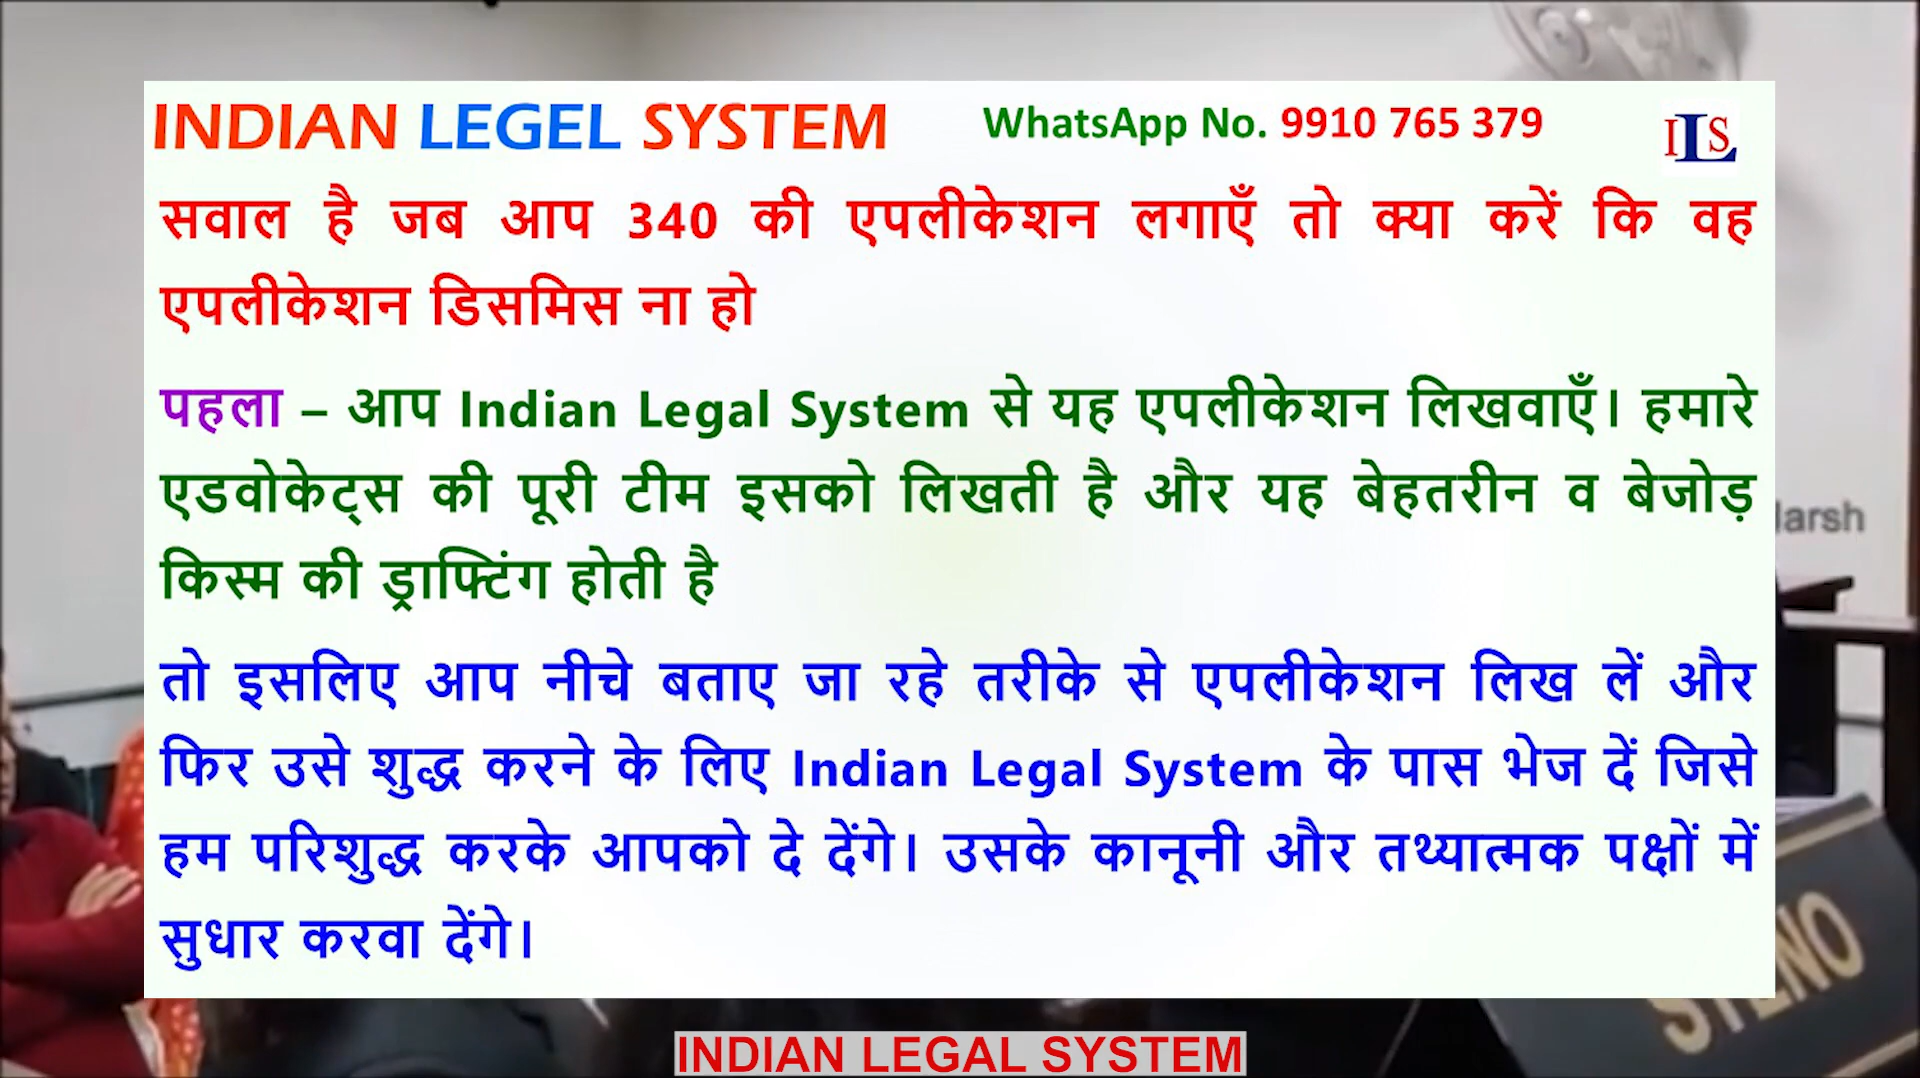 INDIAN LEGEL SYSTEM WhatsApp No. 9910 765 379 ILS
सवाल है जब आप 340 की एपलीकेशन लगाएँ तो क्या करें कि वह
एपलीकेशन डिसमिस ना हो
पहला – आप Indian Legal System से यह एपलीकेशन लिखवाएँ। हमारे
एडवोकेट्स की पूरी टीम इसको लिखती है और यह बेहतरीन व बेजोड़
किस्म की ड्राफ्टिंग होती है
तो इसलिए आप नीचे बताए जा रहे तरीके से एपलीकेशन लिख लें और
फिर उसे शुद्ध करने के लिए Indian Legal System के पास भेज दें जिसे
हम परिशुद्ध करके आपको दे देंगे। उसके कानूनी और तथ्यात्मक पक्षों में
सुधार करवा देंगे।
INDIAN LEGAL SYSTEM